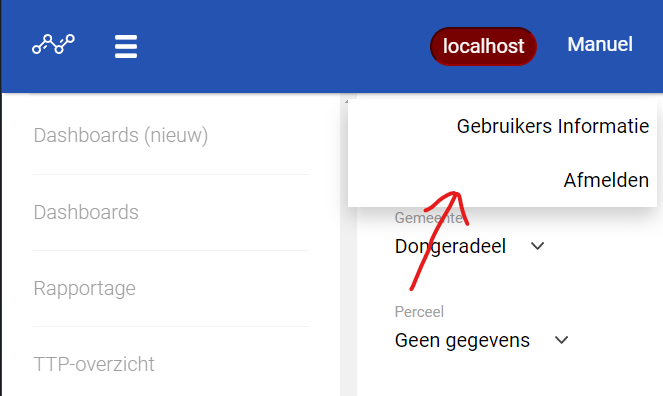 localhost
Manuel
Gebruikers Informatie
Afmelden
Dashboards (nieuw)
Dashboards
Rapportage
TTP-overzicht
Gemeente
Dongeradeel
Perceel
Geen gegevens